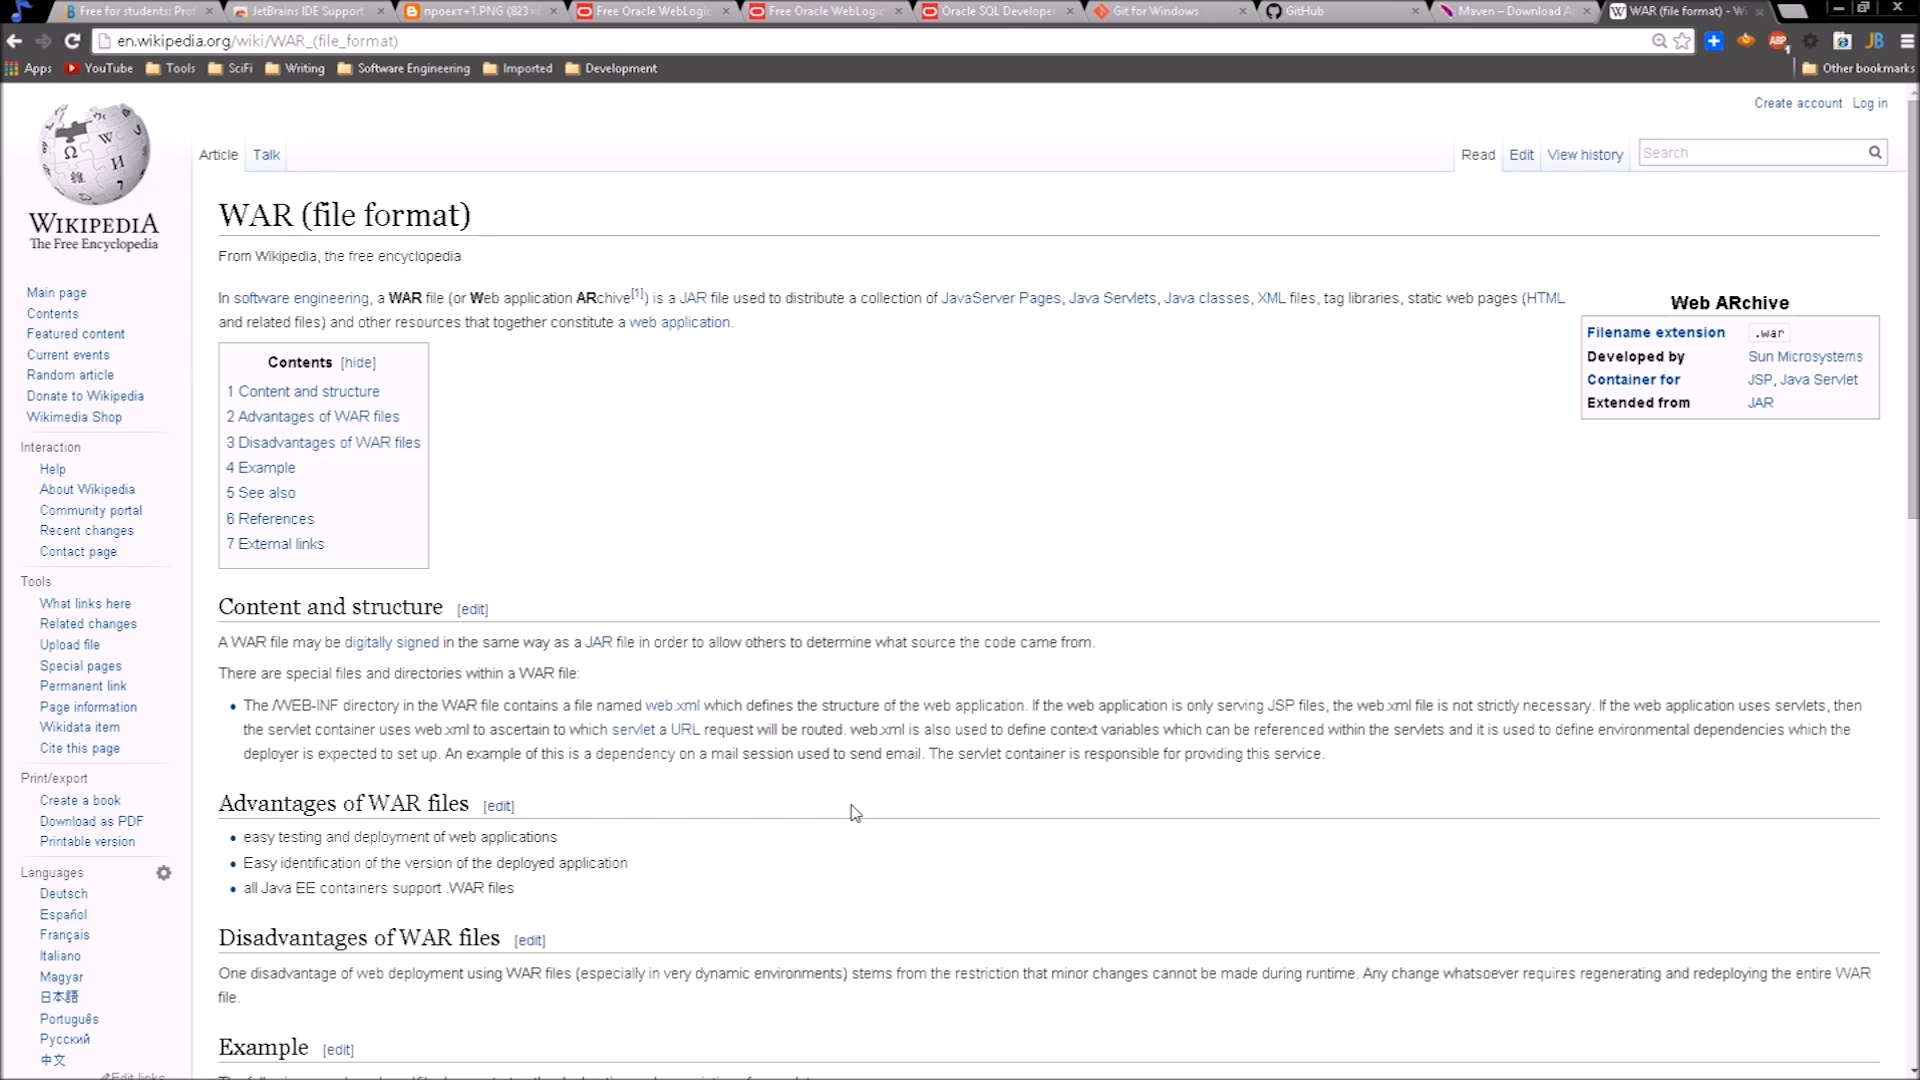 Free for students: Prof
JetBrains IDE Support
проект+1.PNG (823×
Free Oracle WebLogic
Free Oracle WebLogic
Oracle SQL Developer
Git for Windows
GitHub
Maven – Download A
WAR (file format) - Wi
en.wikipedia.org/wiki/WAR_(file_format)
Apps YouTube Tools SciFi Writing Software Engineering Imported Development Other bookmarks
Create account Log in
Article Talk Read Edit View history Search
WIKIPEDIA
The Free Encyclopedia
Main page
Contents
Featured content
Current events
Random article
Donate to Wikipedia
Wikimedia Shop
Interaction
Help
About Wikipedia
Community portal
Recent changes
Contact page
Tools
What links here
Related changes
Upload file
Special pages
Permanent link
Page information
Wikidata item
Cite this page
Print/export
Create a book
Download as PDF
Printable version
Languages
Deutsch
Español
Français
Italiano
Magyar
日本語
Português
Русский
中文
Edit links
WAR (file format)
From Wikipedia, the free encyclopedia
In software engineering, a WAR file (or Web application ARchive[1]) is a JAR file used to distribute a collection of JavaServer Pages, Java Servlets, Java classes, XML files, tag libraries, static web pages (HTML
and related files) and other resources that together constitute a web application.
Web ARchive
Filename extension .war
Developed by Sun Microsystems
Container for JSP, Java Servlet
Extended from JAR
Contents [hide]
1 Content and structure
2 Advantages of WAR files
3 Disadvantages of WAR files
4 Example
5 See also
6 References
7 External links
Content and structure [edit]
A WAR file may be digitally signed in the same way as a JAR file in order to allow others to determine what source the code came from.
There are special files and directories within a WAR file:
• The /WEB-INF directory in the WAR file contains a file named web.xml which defines the structure of the web application. If the web application is only serving JSP files, the web.xml file is not strictly necessary. If the web application uses servlets, then
the servlet container uses web.xml to ascertain to which servlet a URL request will be routed. web.xml is also used to define context variables which can be referenced within the servlets and it is used to define environmental dependencies which the
deployer is expected to set up. An example of this is a dependency on a mail session used to send email. The servlet container is responsible for providing this service.
Advantages of WAR files [edit]
• easy testing and deployment of web applications
• Easy identification of the version of the deployed application
• all Java EE containers support .WAR files
Disadvantages of WAR files [edit]
One disadvantage of web deployment using WAR files (especially in very dynamic environments) stems from the restriction that minor changes cannot be made during runtime. Any change whatsoever requires regenerating and redeploying the entire WAR
file.
Example [edit]